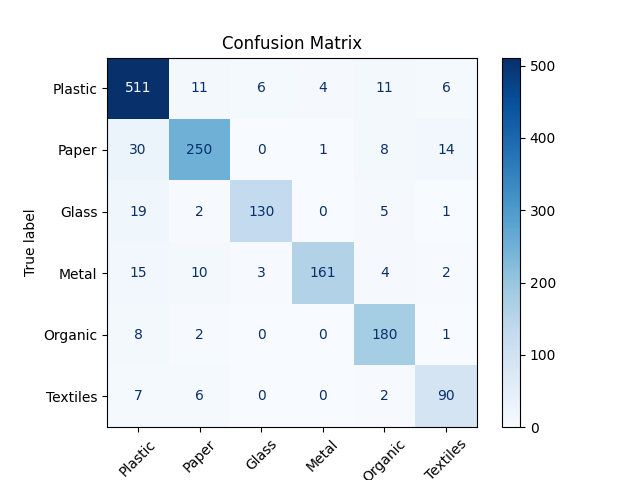 Confusion Matrix
True label
Plastic 511 11 6 4 11 6
Paper 30 250 0 1 8 14
Glass 19 2 130 0 5 1
Metal 15 10 3 161 4 2
Organic 8 2 0 0 180 1
Textiles 7 6 0 0 2 90
Plastic Paper Glass Metal Organic Textiles
500
400
300
200
100
0